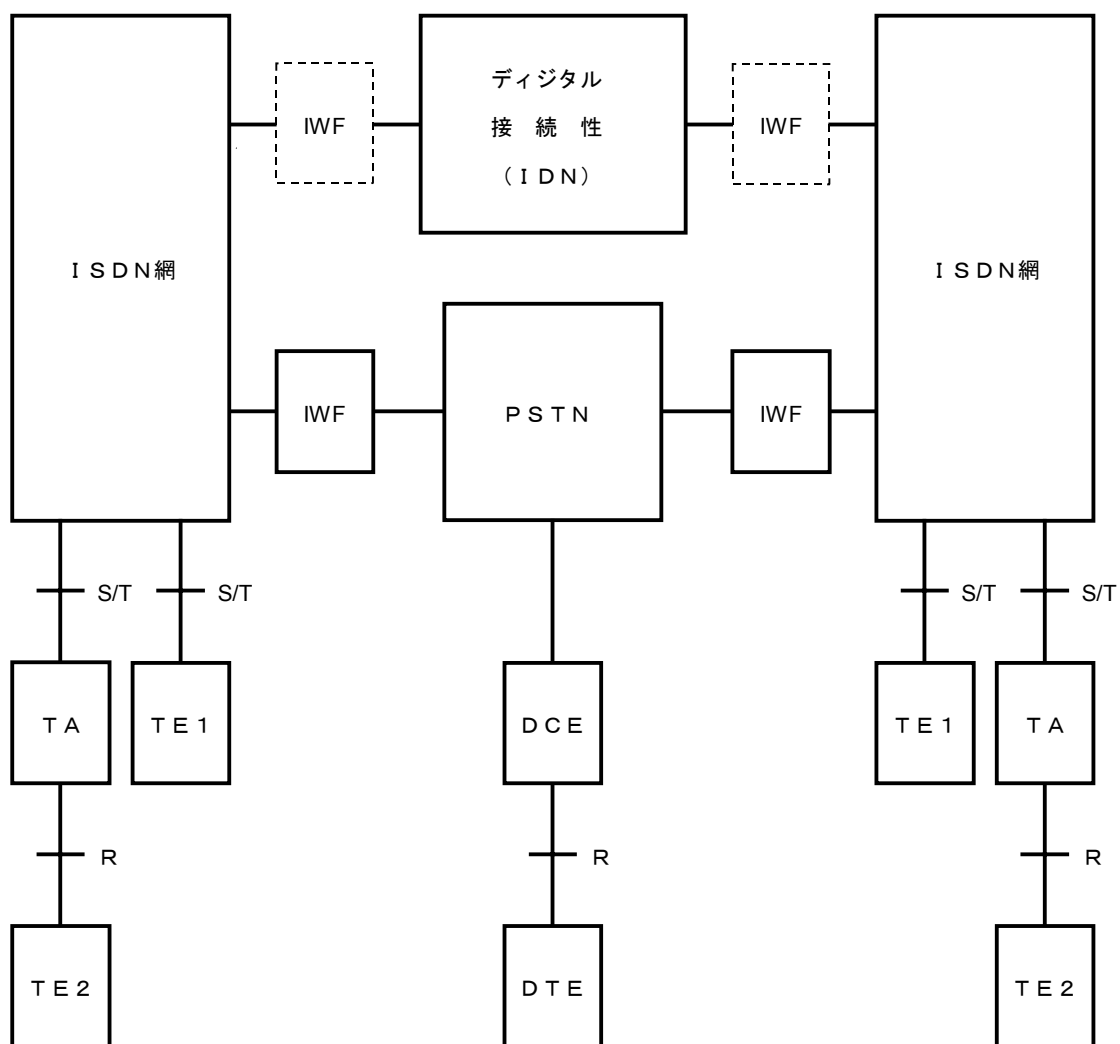 ディジタル
IWF 接続性 IWF
（ＩＤＮ）
ＩＳＤＮ網 ＩＳＤＮ網
IWF ＰＳＴＮ IWF
S/T S/T S/T S/T
ＴＡ ＴＥ１ ＤＣＥ ＴＥ１ ＴＡ
Ｒ Ｒ Ｒ
ＴＥ２ ＤＴＥ ＴＥ２